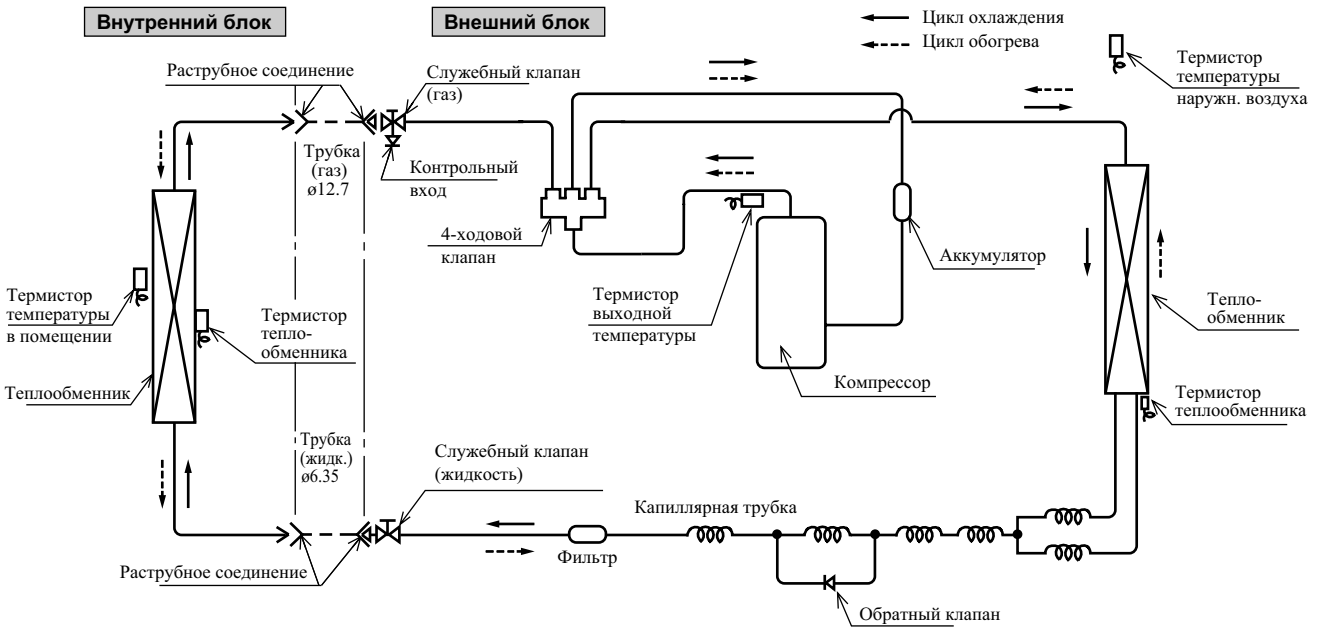 Внутренний блок
Внешний блок
Цикл охлаждения
Цикл обогрева
Термистор
температуры
наружн. воздуха
Раструбное соединение
Служебный клапан
(газ)
Трубка
(газ)
ø12.7
Контрольный
вход
4-ходовой
клапан
Аккумулятор
Термистор
температуры
в помещении
Термистор
тепло-
обменника
Термистор
выходной
температуры
Тепло-
обменник
Теплообменник
Компрессор
Термистор
теплообменника
Трубка
(жидк.)
ø6.35
Служебный клапан
(жидкость)
Капиллярная трубка
Фильтр
Раструбное соединение
Обратный клапан